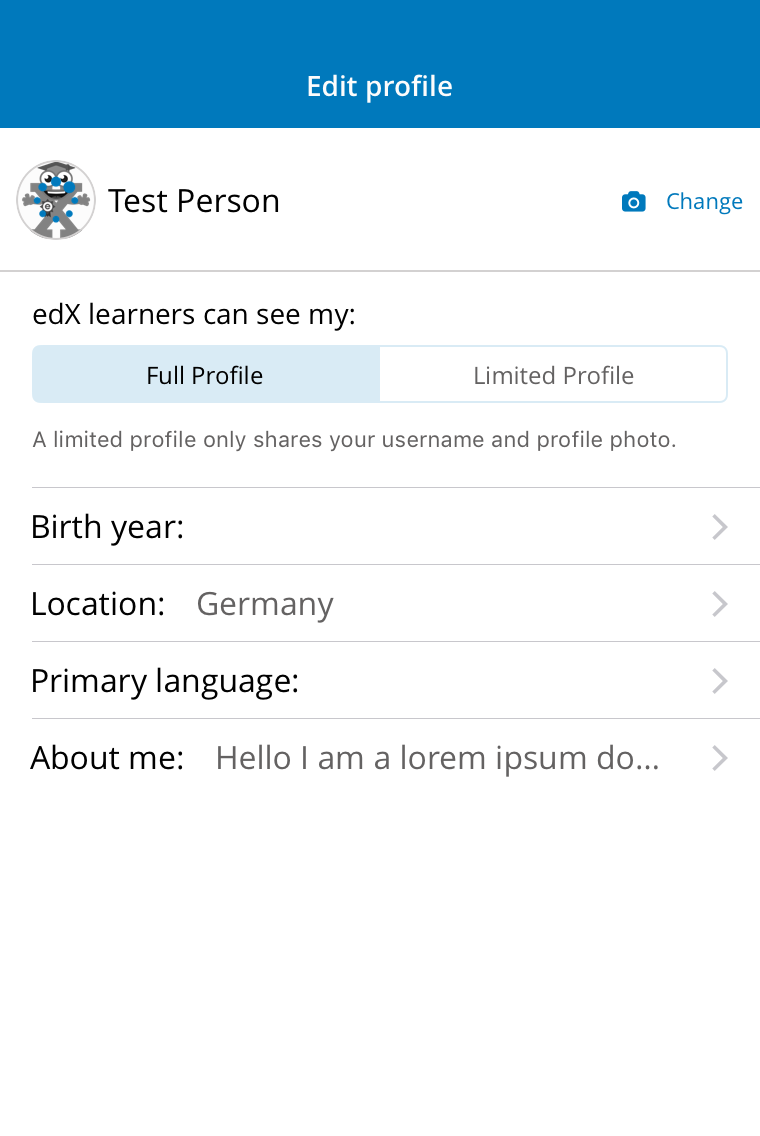 Edit profile
Test Person
Change
edX learners can see my:
Full Profile
Limited Profile
A limited profile only shares your username and profile photo.
Birth year:
Location: Germany
Primary language:
About me: Hello I am a lorem ipsum do...